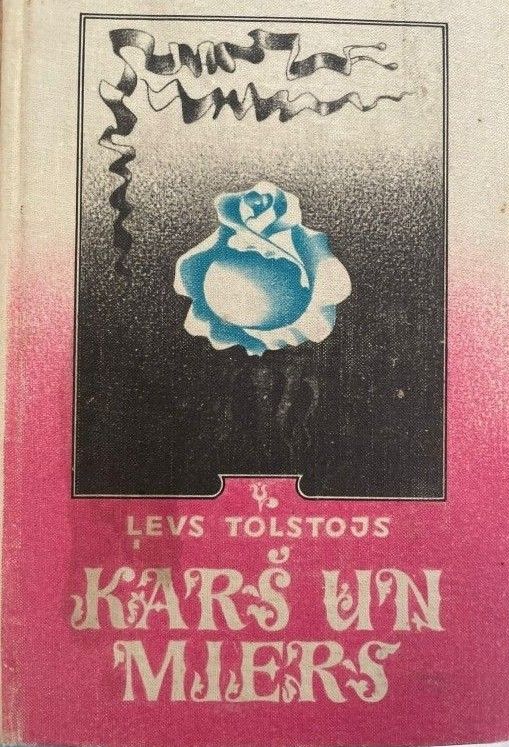 ĻEVS TOLSTOJS
KARŠ UN
MIERS